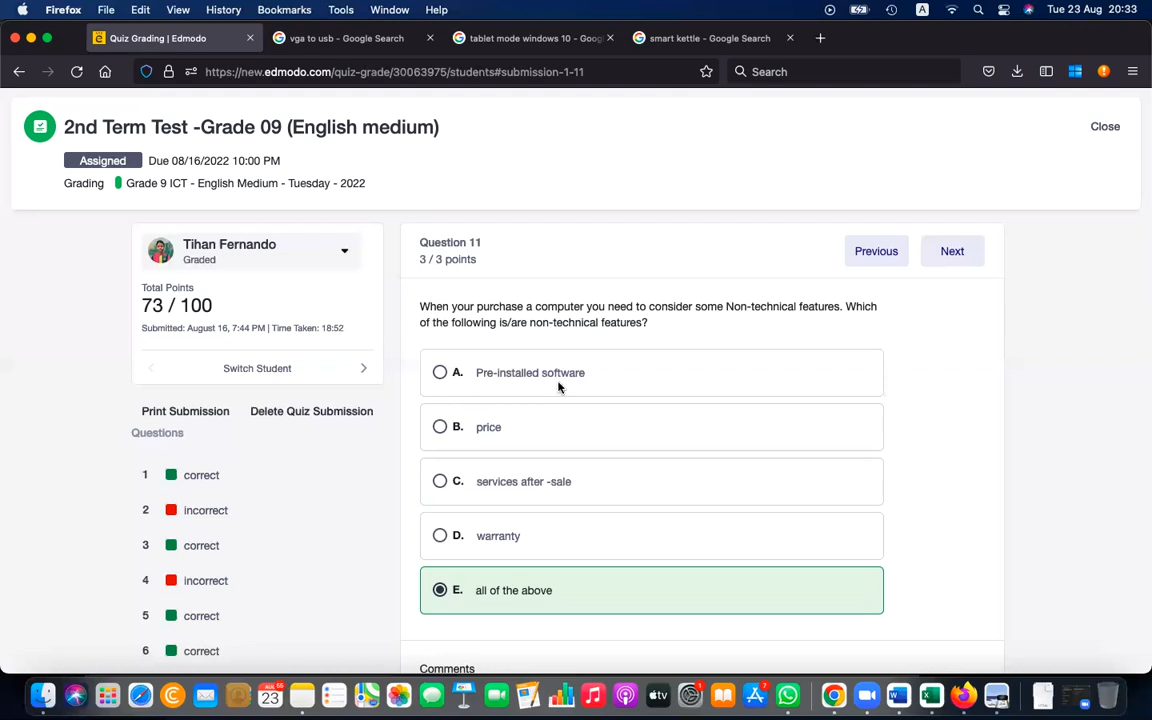 Firefox File Edit View History Bookmarks Tools Window Help A Tue 23 Aug 20:33
Quiz Grading | Edmodo vga to usb - Google Search tablet mode windows 10 - Goog smart kettle - Google Search
https://new.edmodo.com/quiz-grade/30063975/students#submission-1-11 Search
2nd Term Test -Grade 09 (English medium) Close
Assigned Due 08/16/2022 10:00 PM
Grading Grade 9 ICT - English Medium - Tuesday - 2022
Tihan Fernando
Graded
Total Points
73 / 100
Submitted: August 16, 7:44 PM | Time Taken: 18:52
Switch Student
Print Submission Delete Quiz Submission
Questions
1 correct
2 incorrect
3 correct
4 incorrect
5 correct
6 correct
Question 11
3 / 3 points
Previous Next
When your purchase a computer you need to consider some Non-technical features. Which
of the following is/are non-technical features?
A. Pre-installed software
B. price
C. services after -sale
D. warranty
E. all of the above
Comments